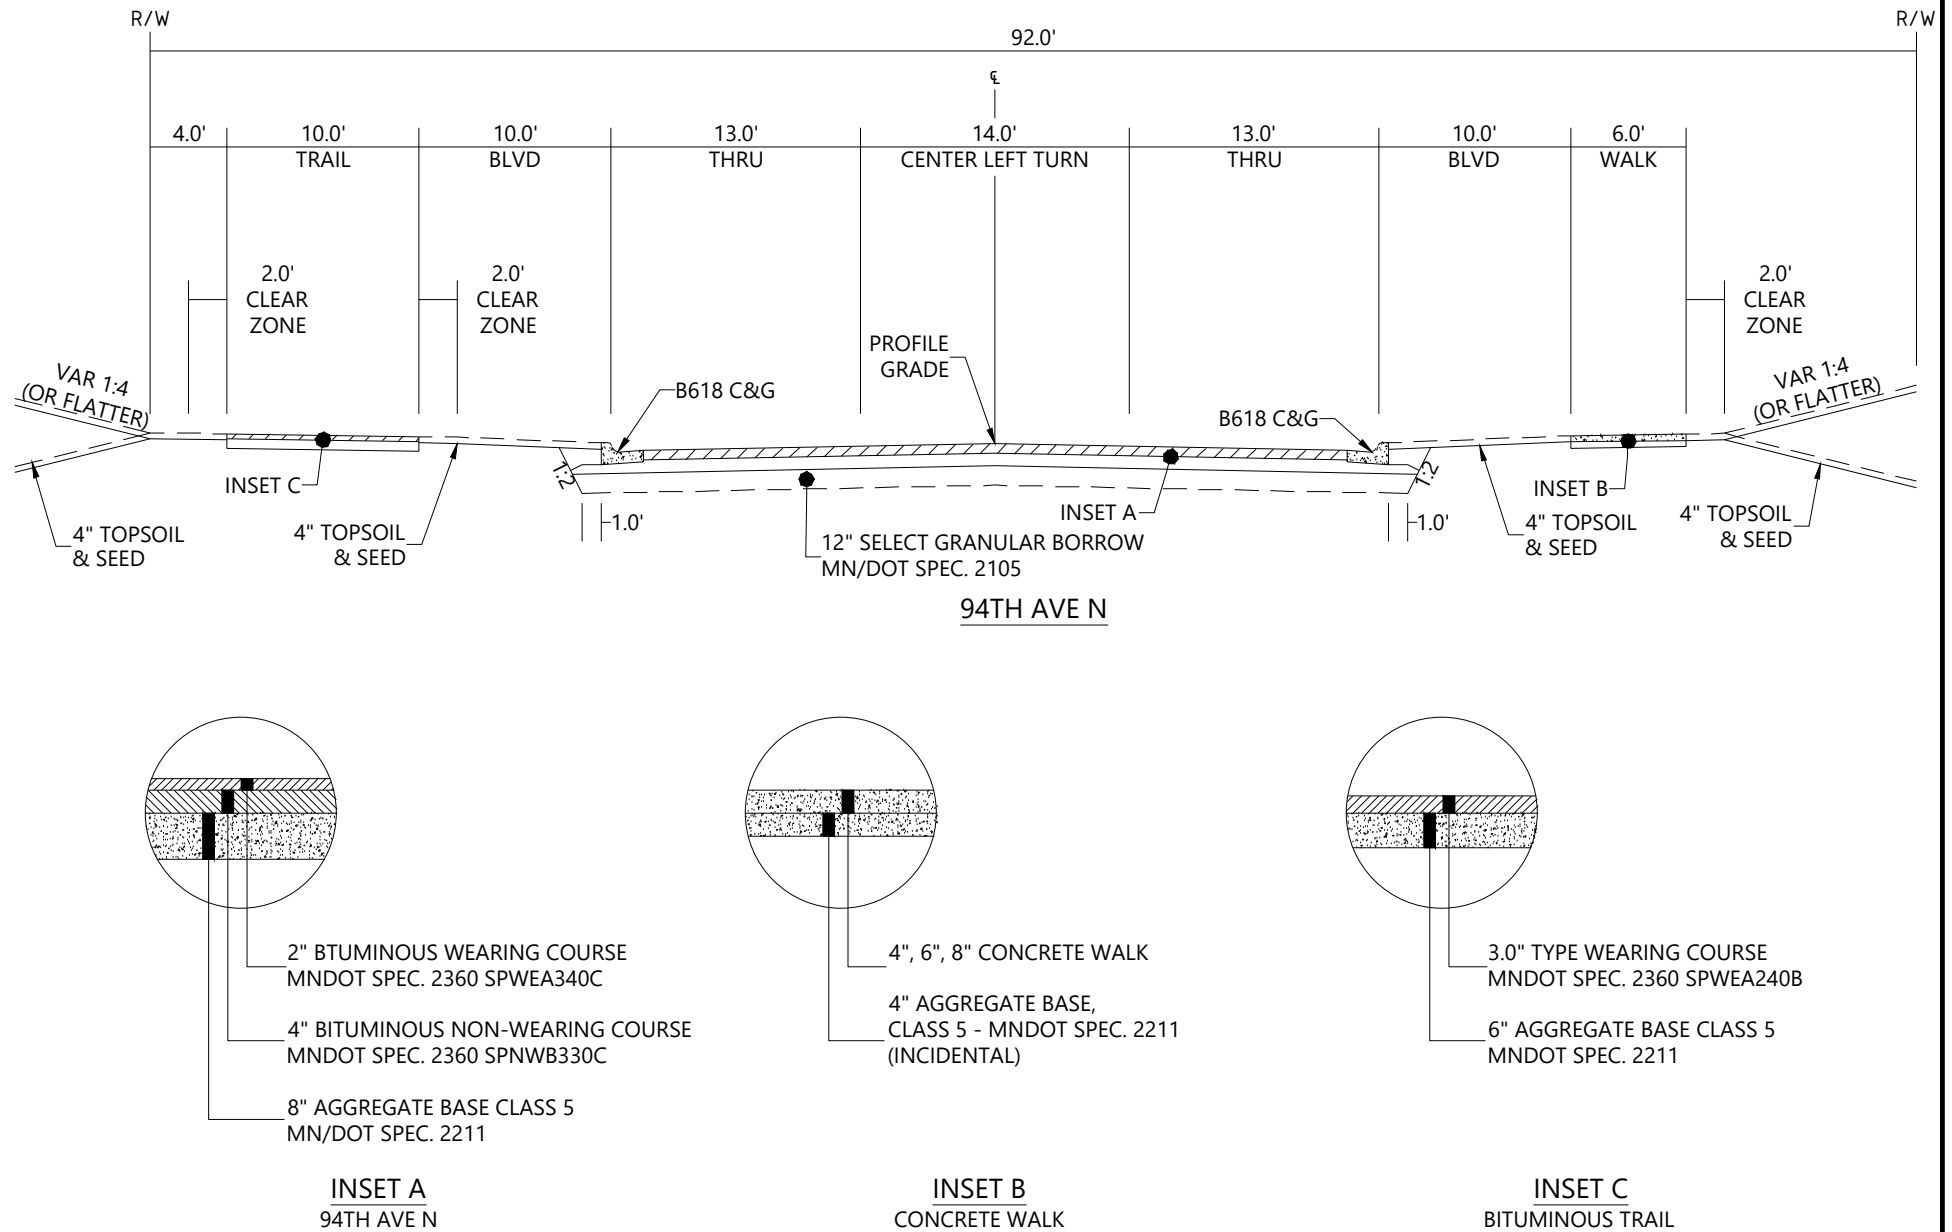 R/W
R/W
92.0'
℄
4.0'
10.0'
10.0'
13.0'
14.0'
13.0'
10.0'
6.0'
TRAIL
BLVD
THRU
CENTER LEFT TURN
THRU
BLVD
WALK
2.0'
CLEAR
ZONE
2.0'
CLEAR
ZONE
2.0'
CLEAR
ZONE
PROFILE
GRADE
VAR 1:4
(OR FLATTER)
B618 C&G
B618 C&G
VAR 1:4
(OR FLATTER)
1:2
1:2
INSET C
INSET A
INSET B
4" TOPSOIL
& SEED
4" TOPSOIL
& SEED
1.0'
12" SELECT GRANULAR BORROW
MN/DOT SPEC. 2105
1.0'
4" TOPSOIL
& SEED
4" TOPSOIL
& SEED
94TH AVE N
2" BTUMINOUS WEARING COURSE
MNDOT SPEC. 2360 SPWEA340C
4" BITUMINOUS NON-WEARING COURSE
MNDOT SPEC. 2360 SPNWB330C
8" AGGREGATE BASE CLASS 5
MN/DOT SPEC. 2211
INSET A
94TH AVE N
4", 6", 8" CONCRETE WALK
4" AGGREGATE BASE,
CLASS 5 - MNDOT SPEC. 2211
(INCIDENTAL)
INSET B
CONCRETE WALK
3.0" TYPE WEARING COURSE
MNDOT SPEC. 2360 SPWEA240B
6" AGGREGATE BASE CLASS 5
MNDOT SPEC. 2211
INSET C
BITUMINOUS TRAIL